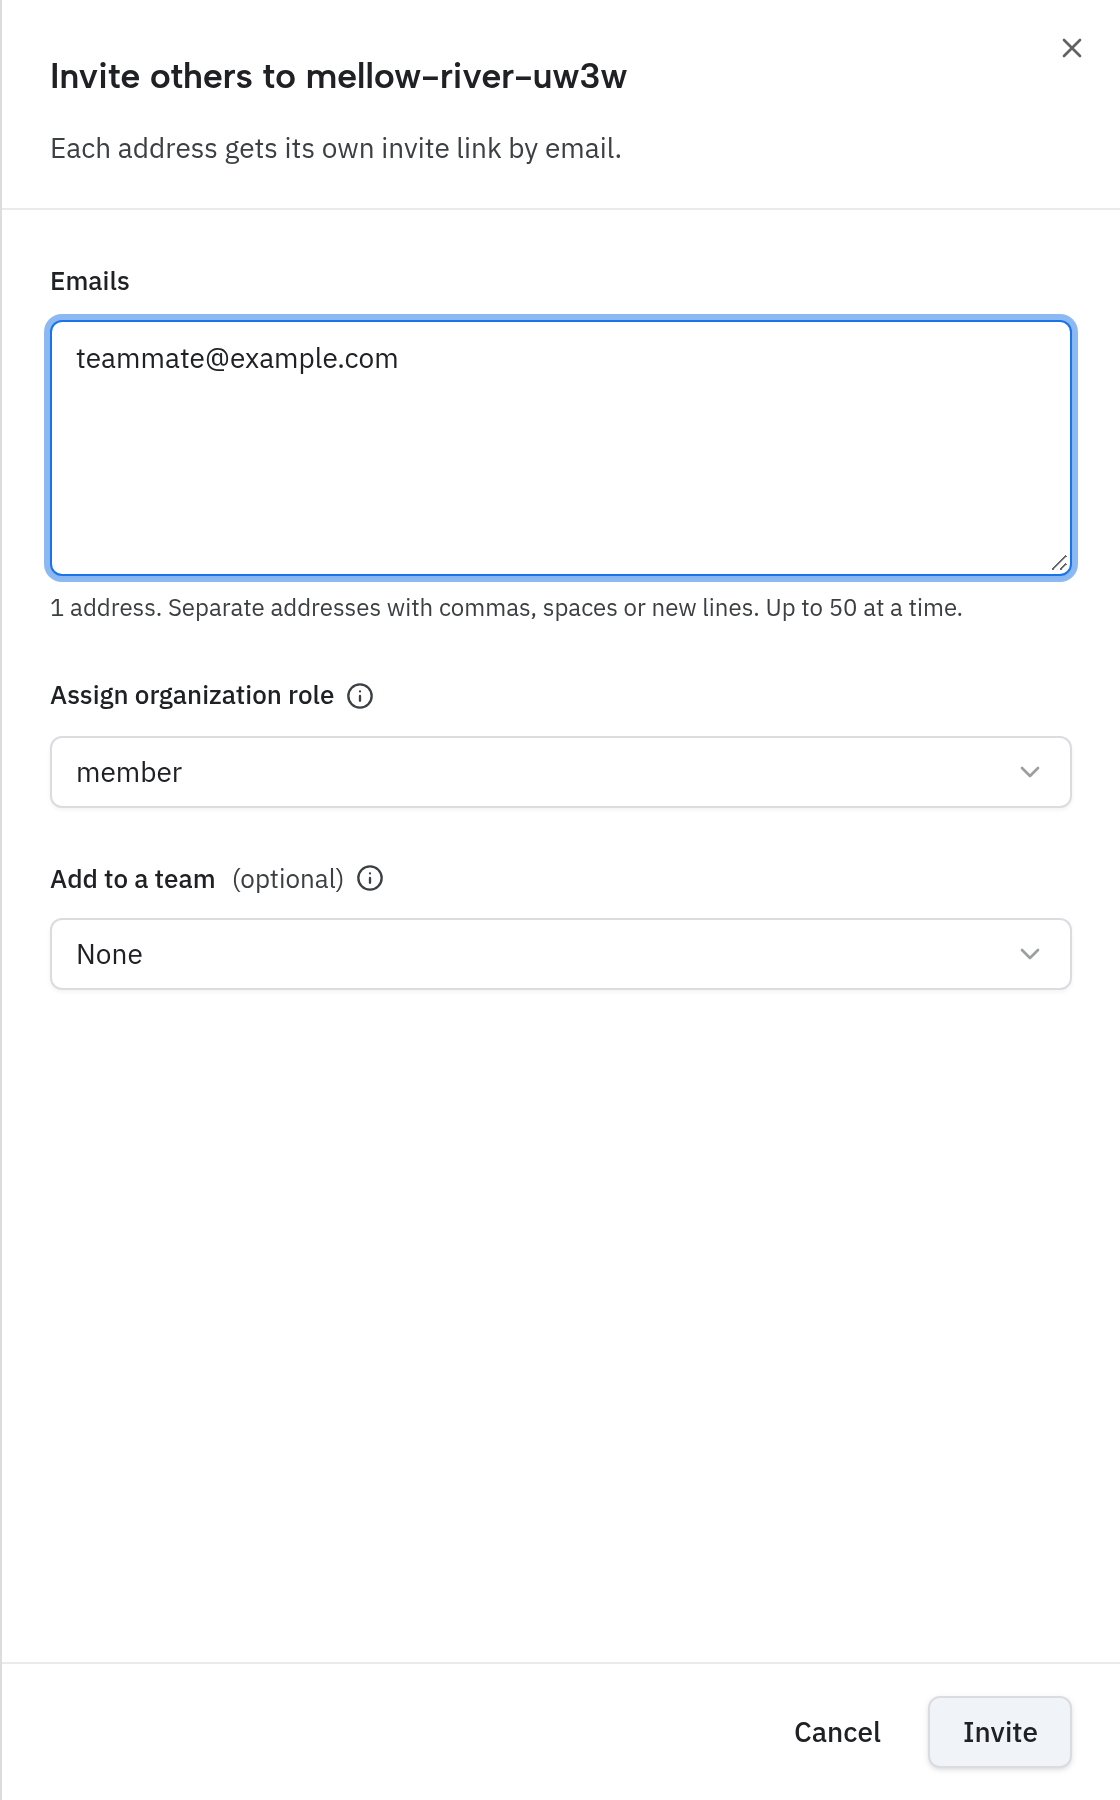 Invite others to mellow-river-uw3w
Each address gets its own invite link by email.
Emails
teammate@example.com
1 address. Separate addresses with commas, spaces or new lines. Up to 50 at a time.
Assign organization role
member
Add to a team (optional)
None
Cancel Invite